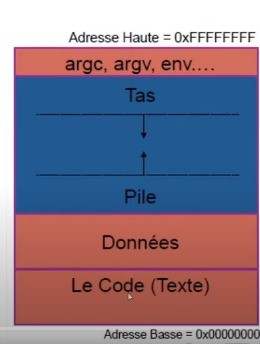 Adresse Haute = 0xFFFFFFFF
argc, argv, env....
Tas
Pile
Données
Le Code (Texte)
Adresse Basse = 0x00000000